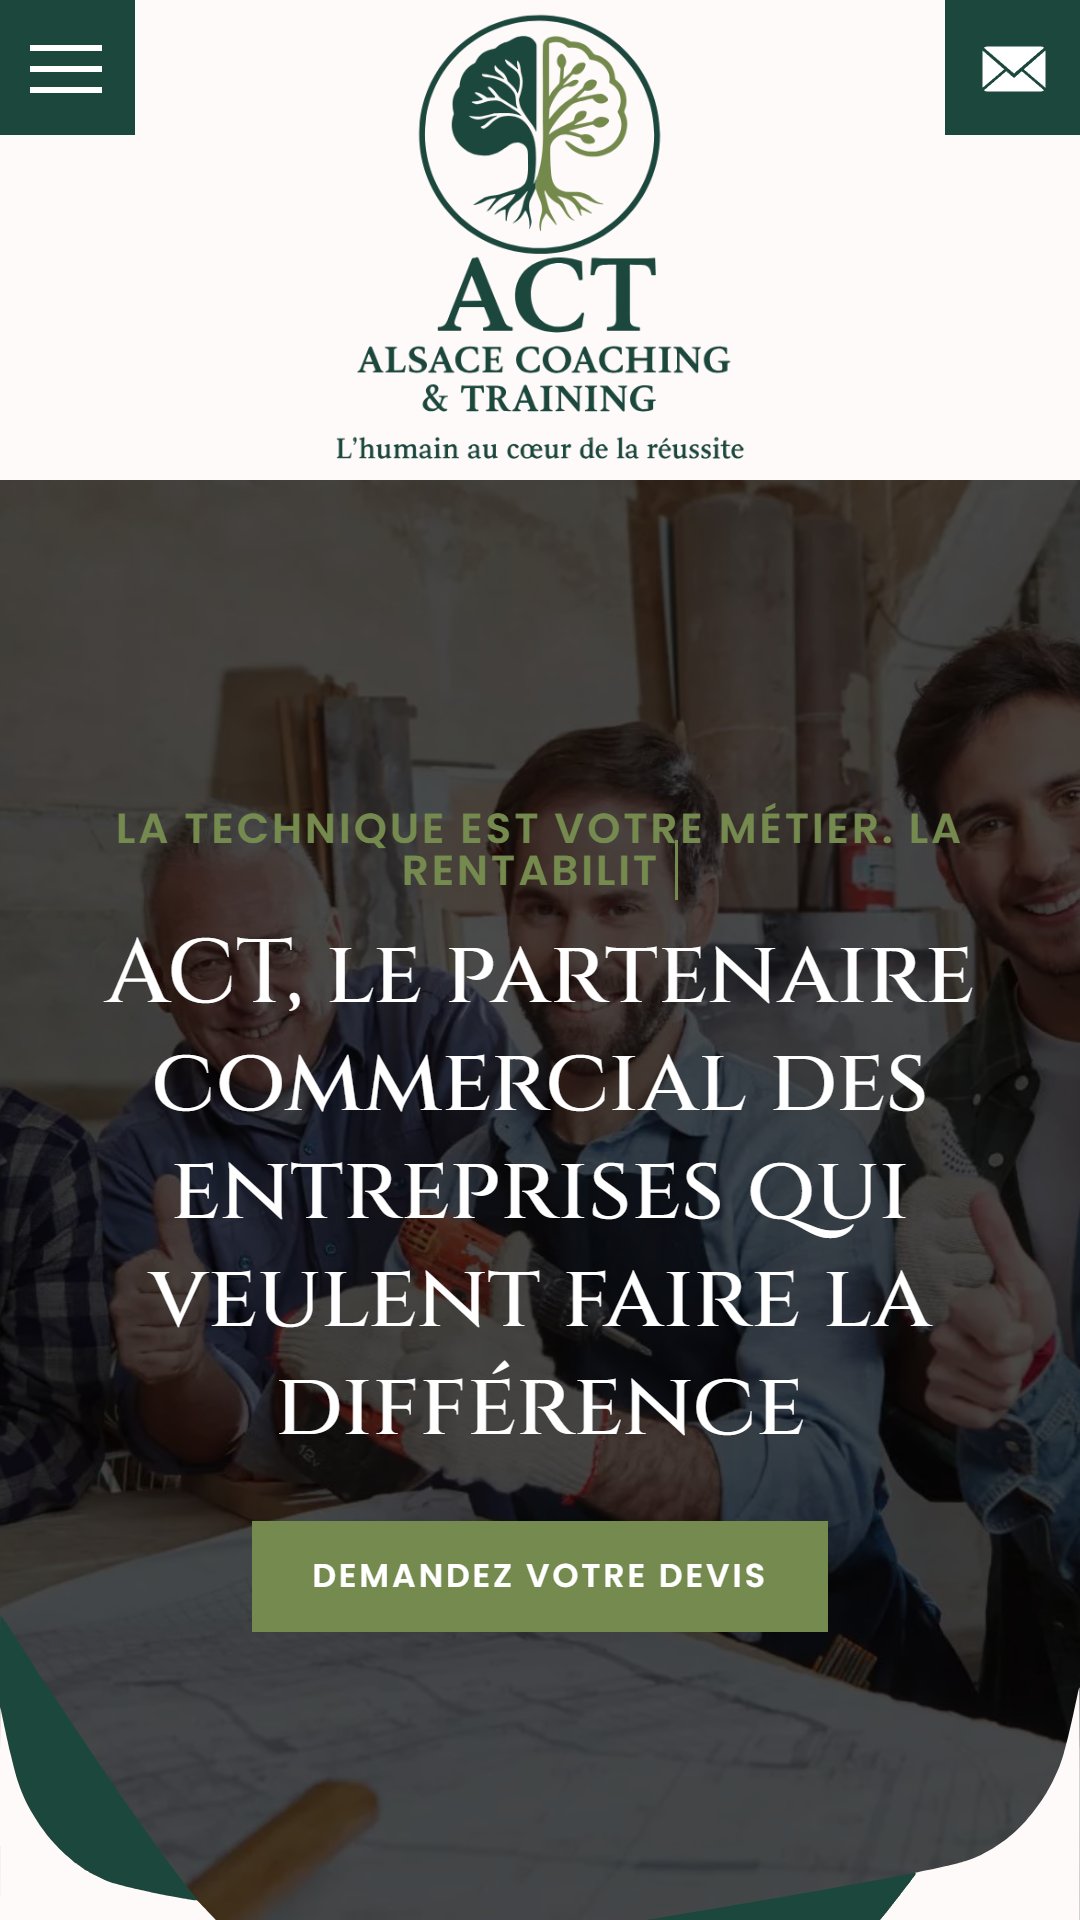 ACT
ALSACE COACHING
& TRAINING
L'humain au cœur de la réussite
LA TECHNIQUE EST VOTRE MÉTIER. LA
RENTABILIT
ACT, LE PARTENAIRE
COMMERCIAL DES
ENTREPRISES QUI
VEULENT FAIRE LA
DIFFÉRENCE
12V
DEMANDEZ VOTRE DEVIS